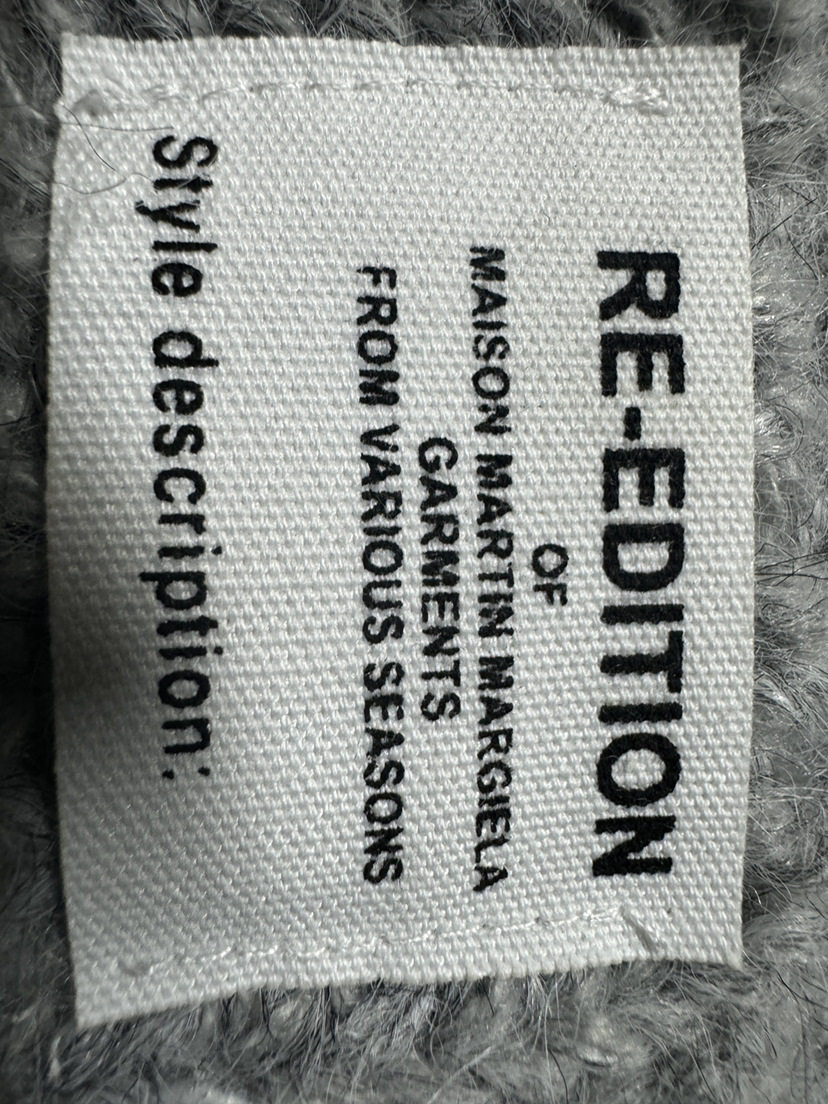 RE-EDITION
OF
MAISON MARTIN MARGIELA
GARMENTS
FROM VARIOUS SEASONS
Style description: